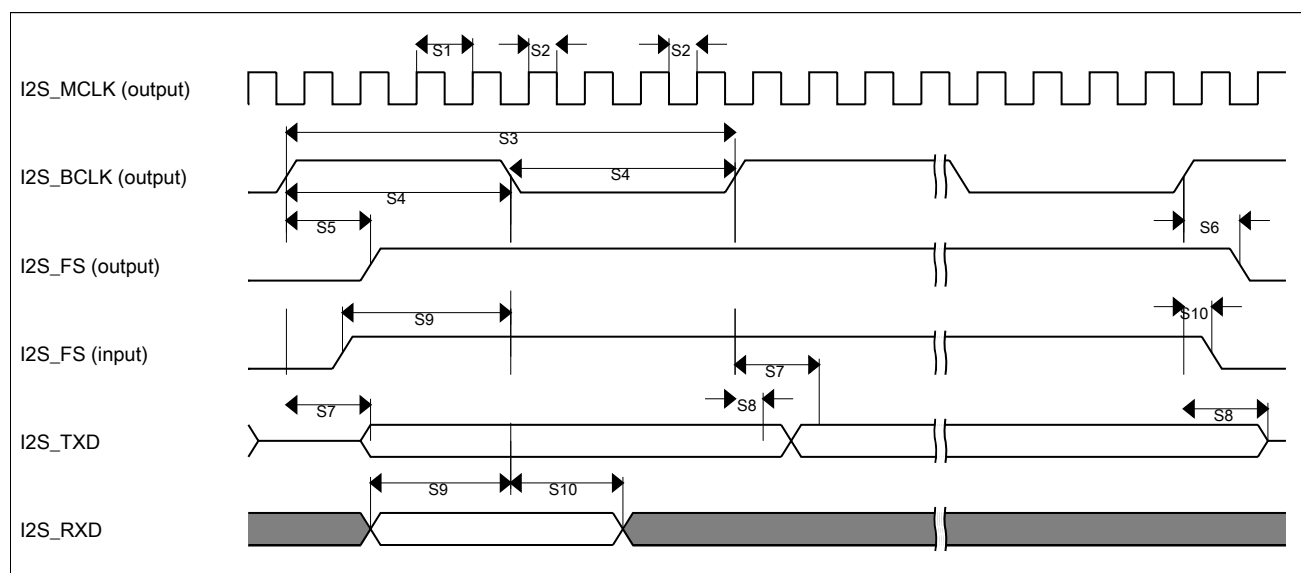 S1 S2 S2
I2S_MCLK (output)
S3
I2S_BCLK (output)
S4
S4
S5 S6
I2S_FS (output)
S9 S10
I2S_FS (input)
S7
S7 S8 S8
I2S_TXD
S9 S10
I2S_RXD